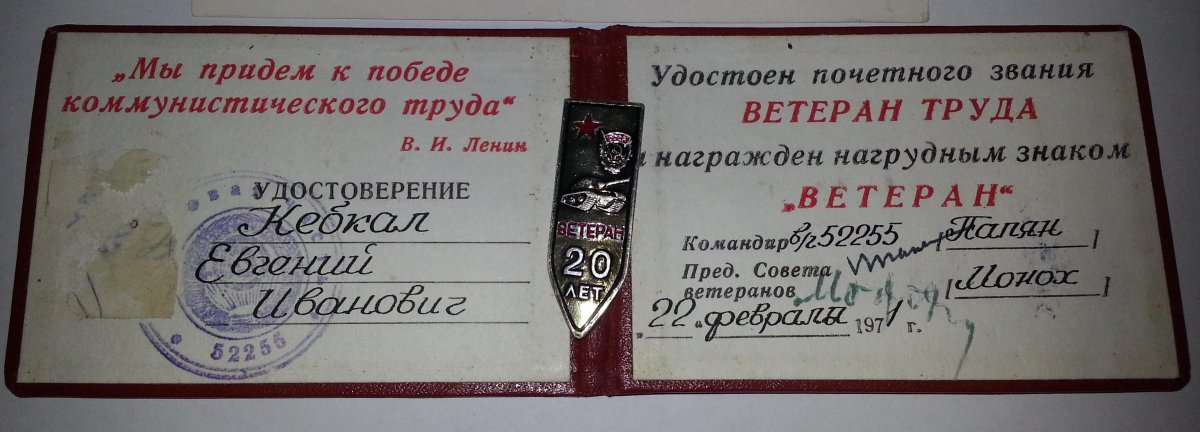 „Мы придем к победе
коммунистического труда“
В. И. Ленин
УДОСТОВЕРЕНИЕ
Кебкал
Евгений
Иванович
52255
ВЕТЕРАН
20
ЛЕТ
Удостоен почетного звания
ВЕТЕРАН ТРУДА
и награжден нагрудным знаком
„ВЕТЕРАН“
Командир в/ч 52255 [Папян]
Пред. Совета
ветеранов [Монох]
„22“ февраля 1971 г.